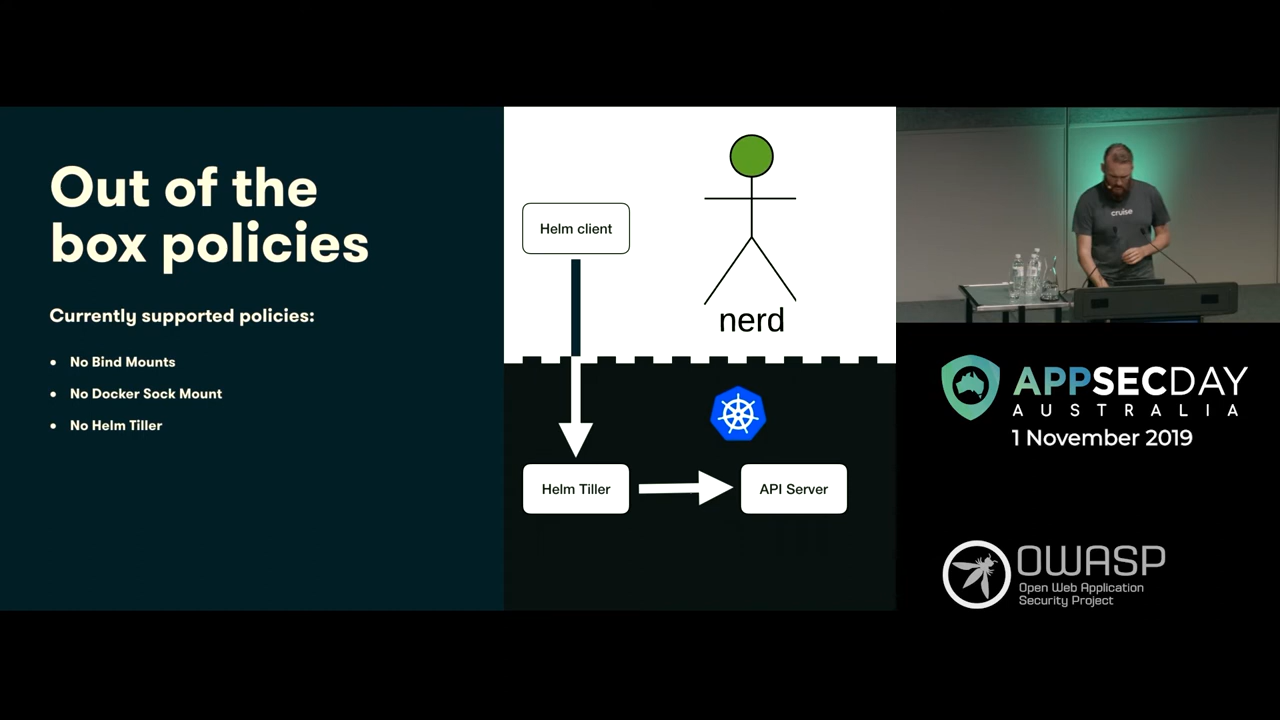 Out of the
box policies
Currently supported policies:
No Bind Mounts
No Docker Sock Mount
No Helm Tiller
Helm client
nerd
Helm Tiller
API Server
cruise
APPSECDAY
AUSTRALIA
1 November 2019
OWASP
Open Web Application
Security Project